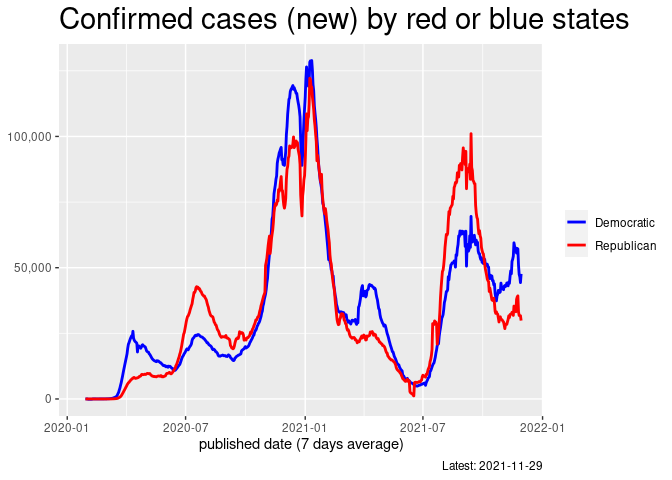 Confirmed cases (new) by red or blue states
100,000
50,000
0
2020-01
2020-07
2021-01
2021-07
2022-01
published date (7 days average)
Democratic
Republican
Latest: 2021-11-29